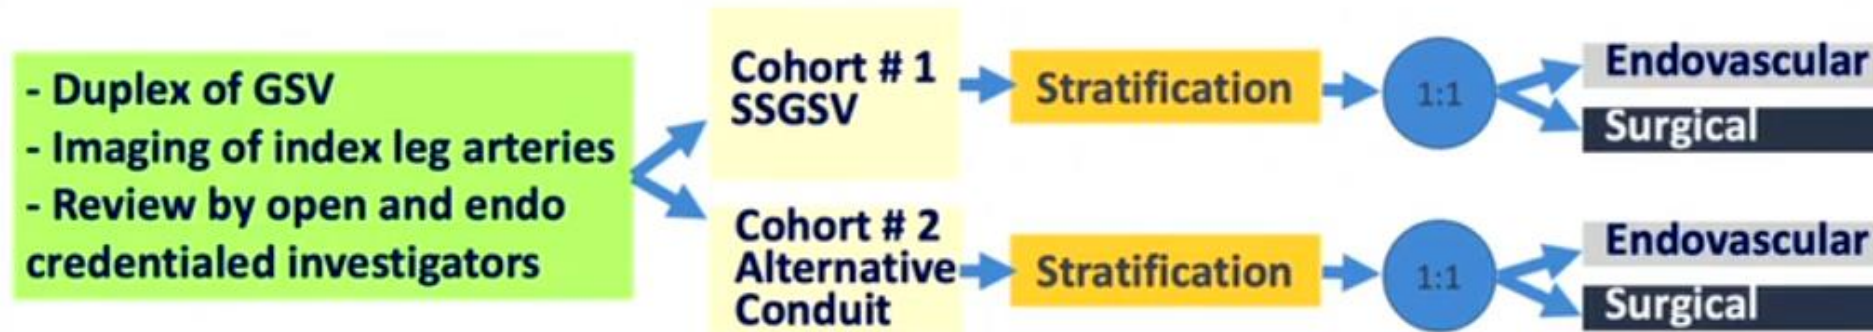 - Duplex of GSV
- Imaging of index leg arteries
- Review by open and endo
credentialed investigators
Cohort # 1
SSGSV
Stratification
1:1
Endovascular
Surgical
Cohort # 2
Alternative
Conduit
Stratification
1:1
Endovascular
Surgical